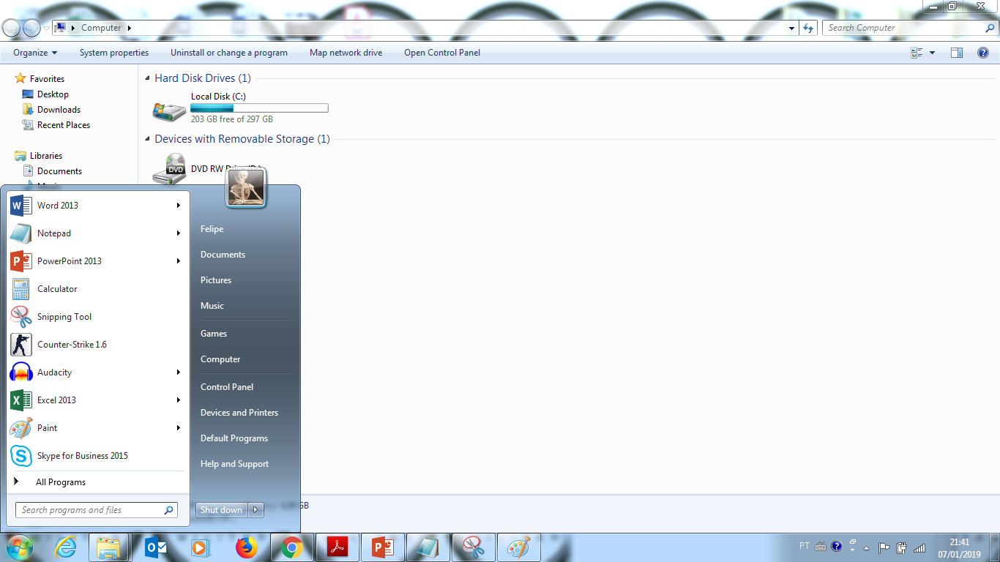 Computer
Search Computer
Organize
System properties
Uninstall or change a program
Map network drive
Open Control Panel
Favorites
Desktop
Downloads
Recent Places
Libraries
Documents
Hard Disk Drives (1)
Local Disk (C:)
203 GB free of 297 GB
Devices with Removable Storage (1)
DVD
DVD RW
Word 2013
Notepad
PowerPoint 2013
Calculator
Snipping Tool
Counter-Strike 1.6
Audacity
Excel 2013
Paint
Skype for Business 2015
All Programs
Search programs and files
Felipe
Documents
Pictures
Music
Games
Computer
Control Panel
Devices and Printers
Default Programs
Help and Support
Shut down
GB
PT
21:41
07/01/2019